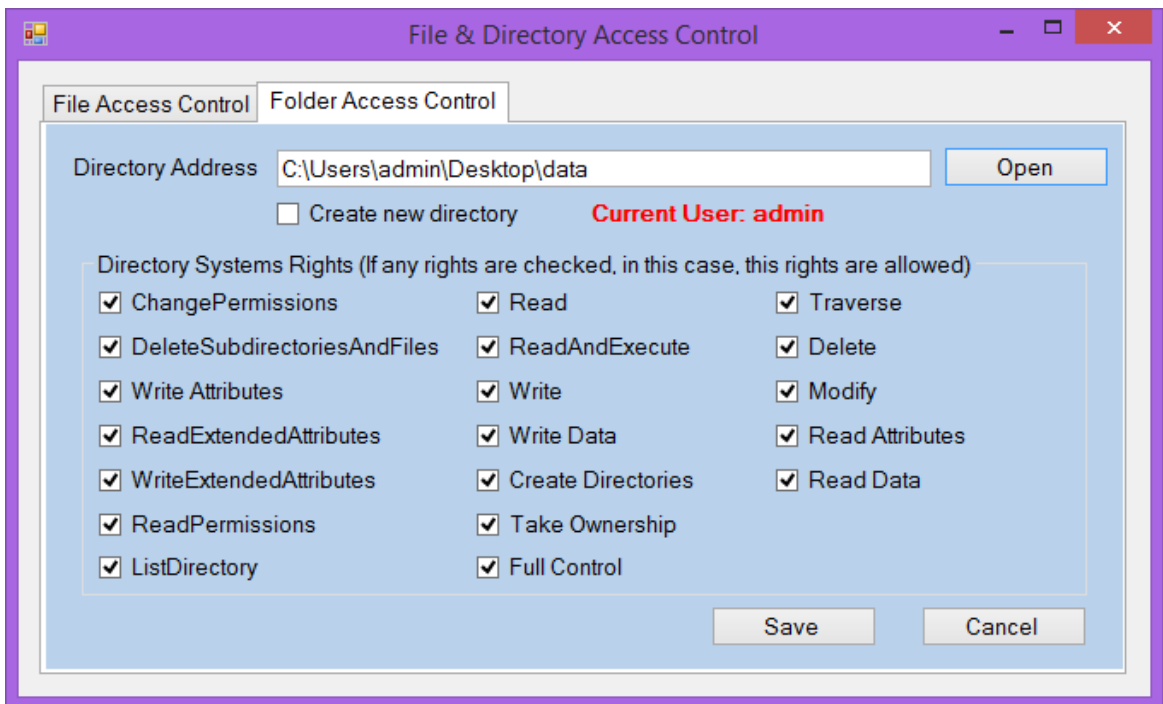 File & Directory Access Control
File Access Control Folder Access Control
Directory Address C:\Users\admin\Desktop\data Open
Create new directory Current User: admin
Directory Systems Rights (If any rights are checked, in this case, this rights are allowed)
ChangePermissions Read Traverse
DeleteSubdirectoriesAndFiles ReadAndExecute Delete
Write Attributes Write Modify
ReadExtendedAttributes Write Data Read Attributes
WriteExtendedAttributes Create Directories Read Data
ReadPermissions Take Ownership
ListDirectory Full Control
Save Cancel